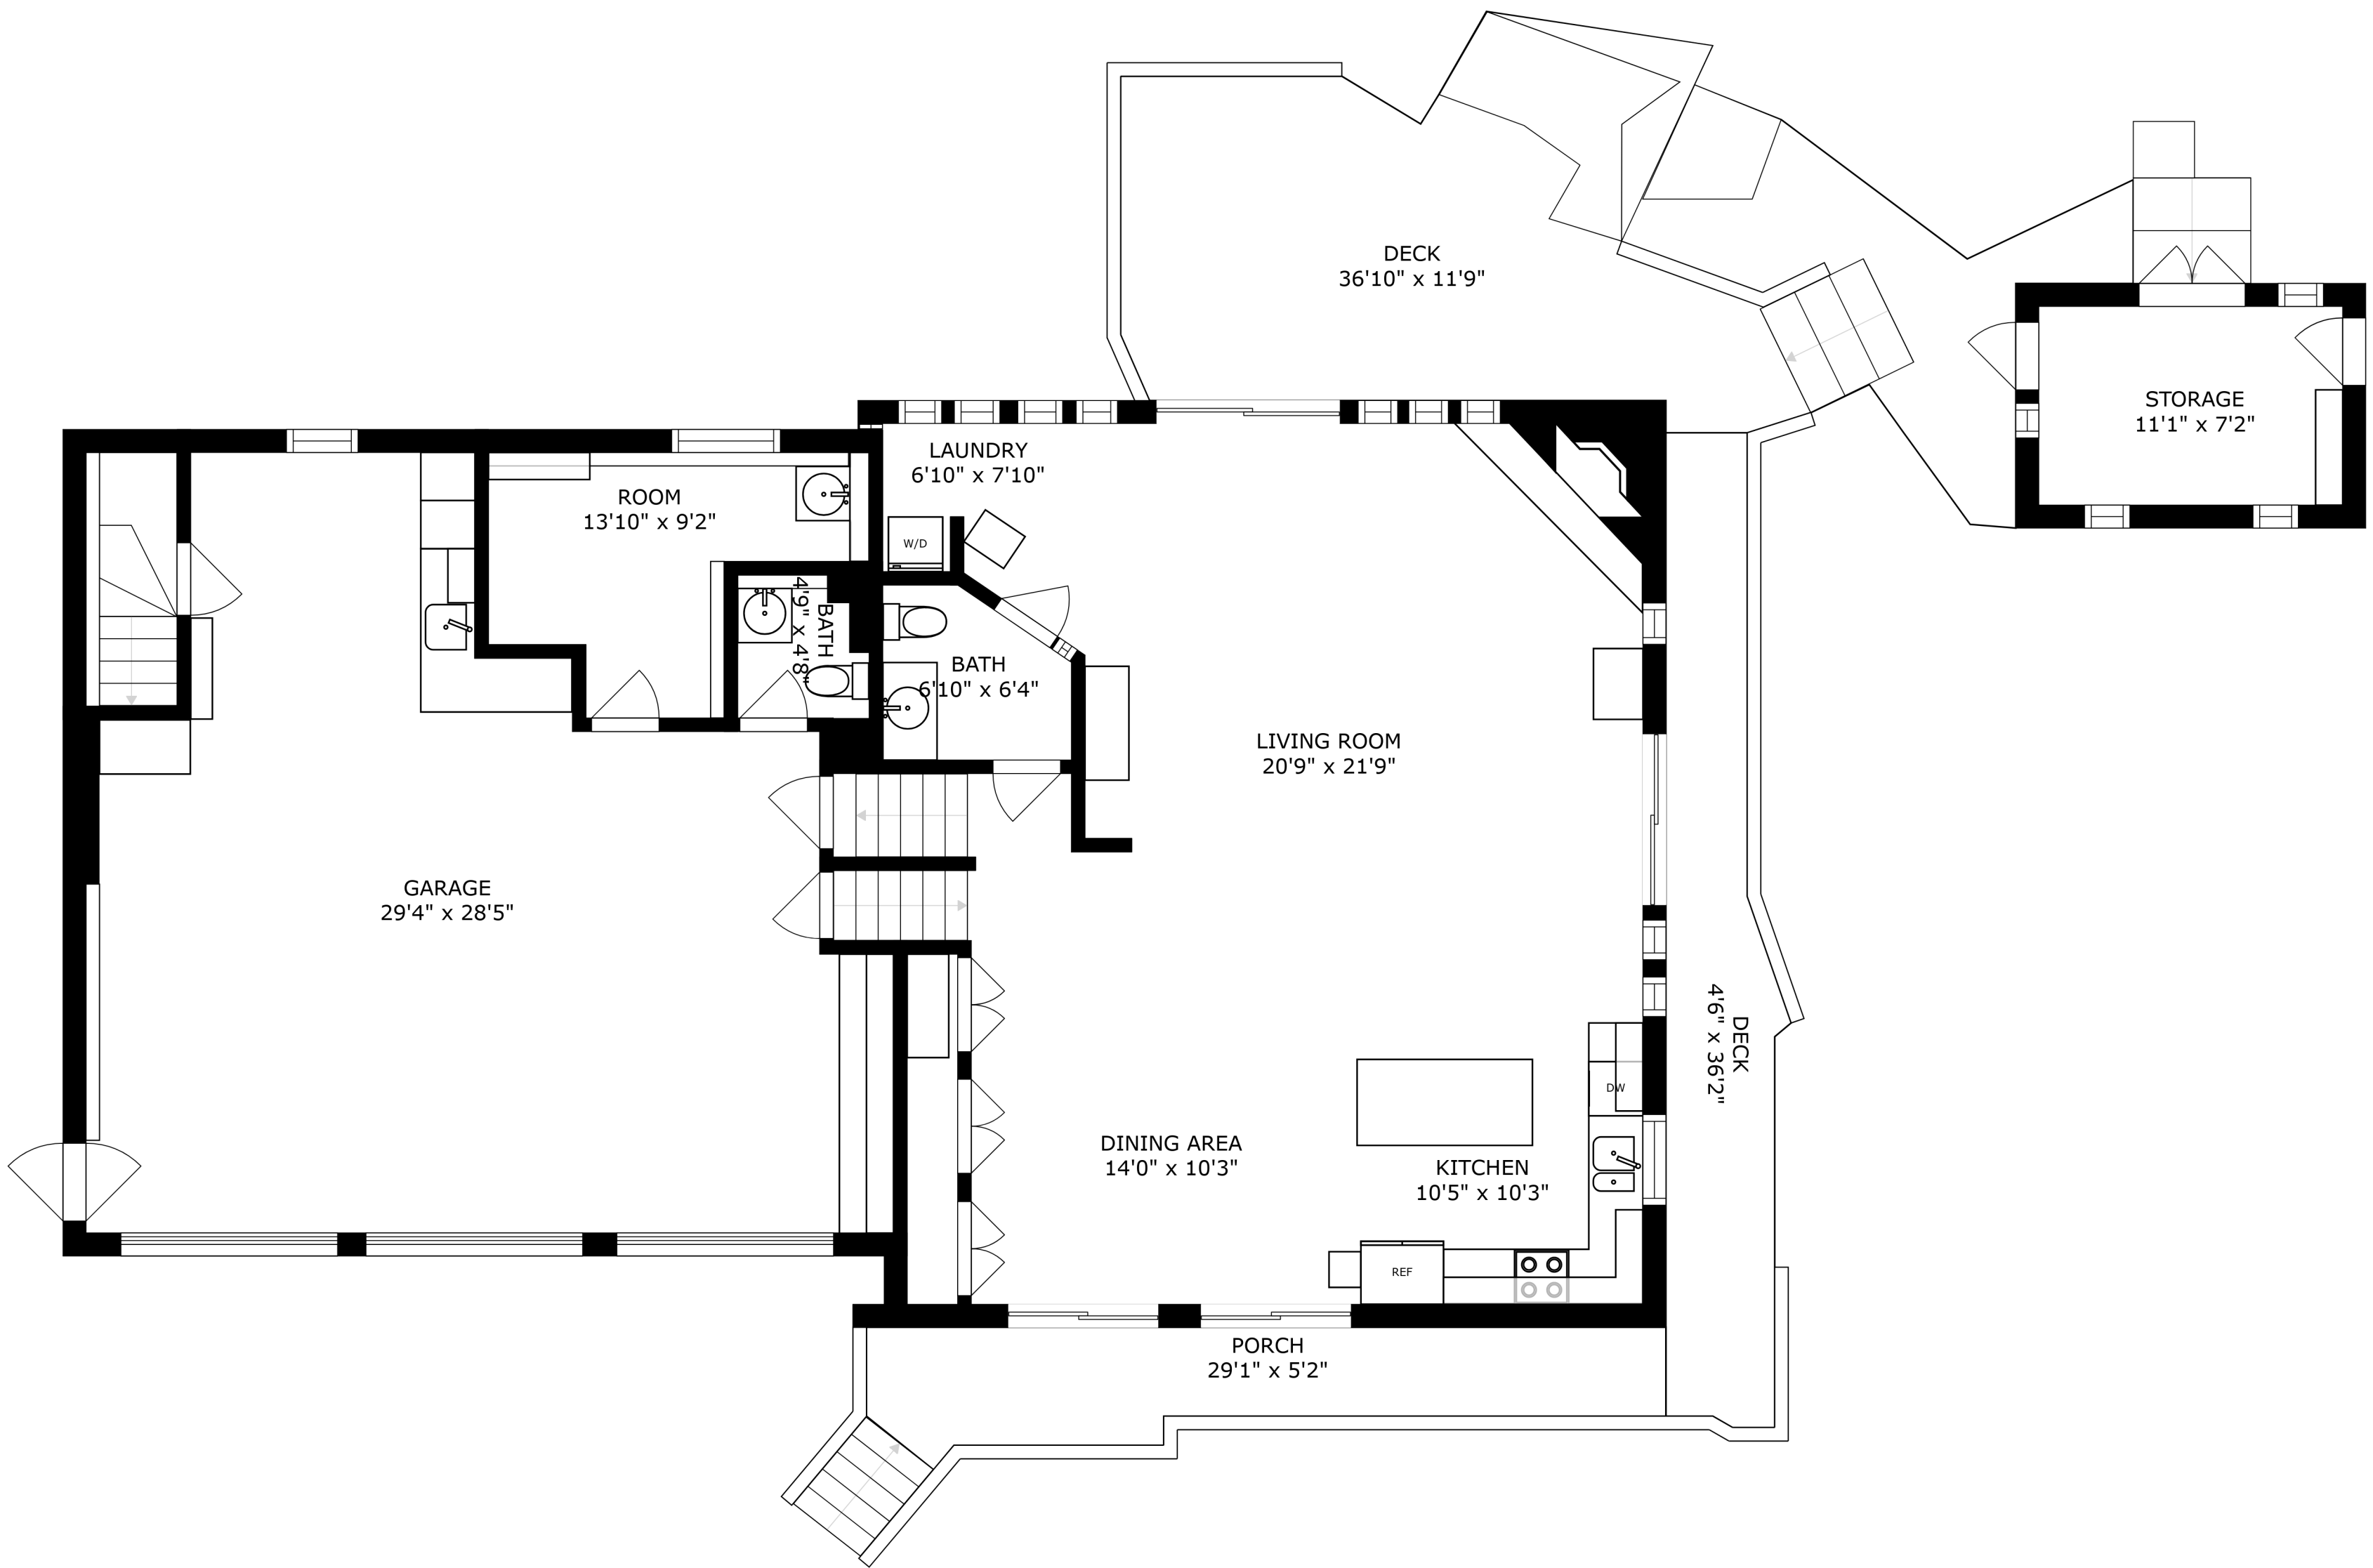 DECK
36'10" x 11'9"
STORAGE
11'1" x 7'2"
LAUNDRY
6'10" x 7'10"
ROOM
13'10" x 9'2"
W/D
BATH
4'9" x 4'8"
BATH
6'10" x 6'4"
LIVING ROOM
20'9" x 21'9"
GARAGE
29'4" x 28'5"
DECK
4'6" x 36'2"
DW
DINING AREA
14'0" x 10'3"
KITCHEN
10'5" x 10'3"
REF
PORCH
29'1" x 5'2"